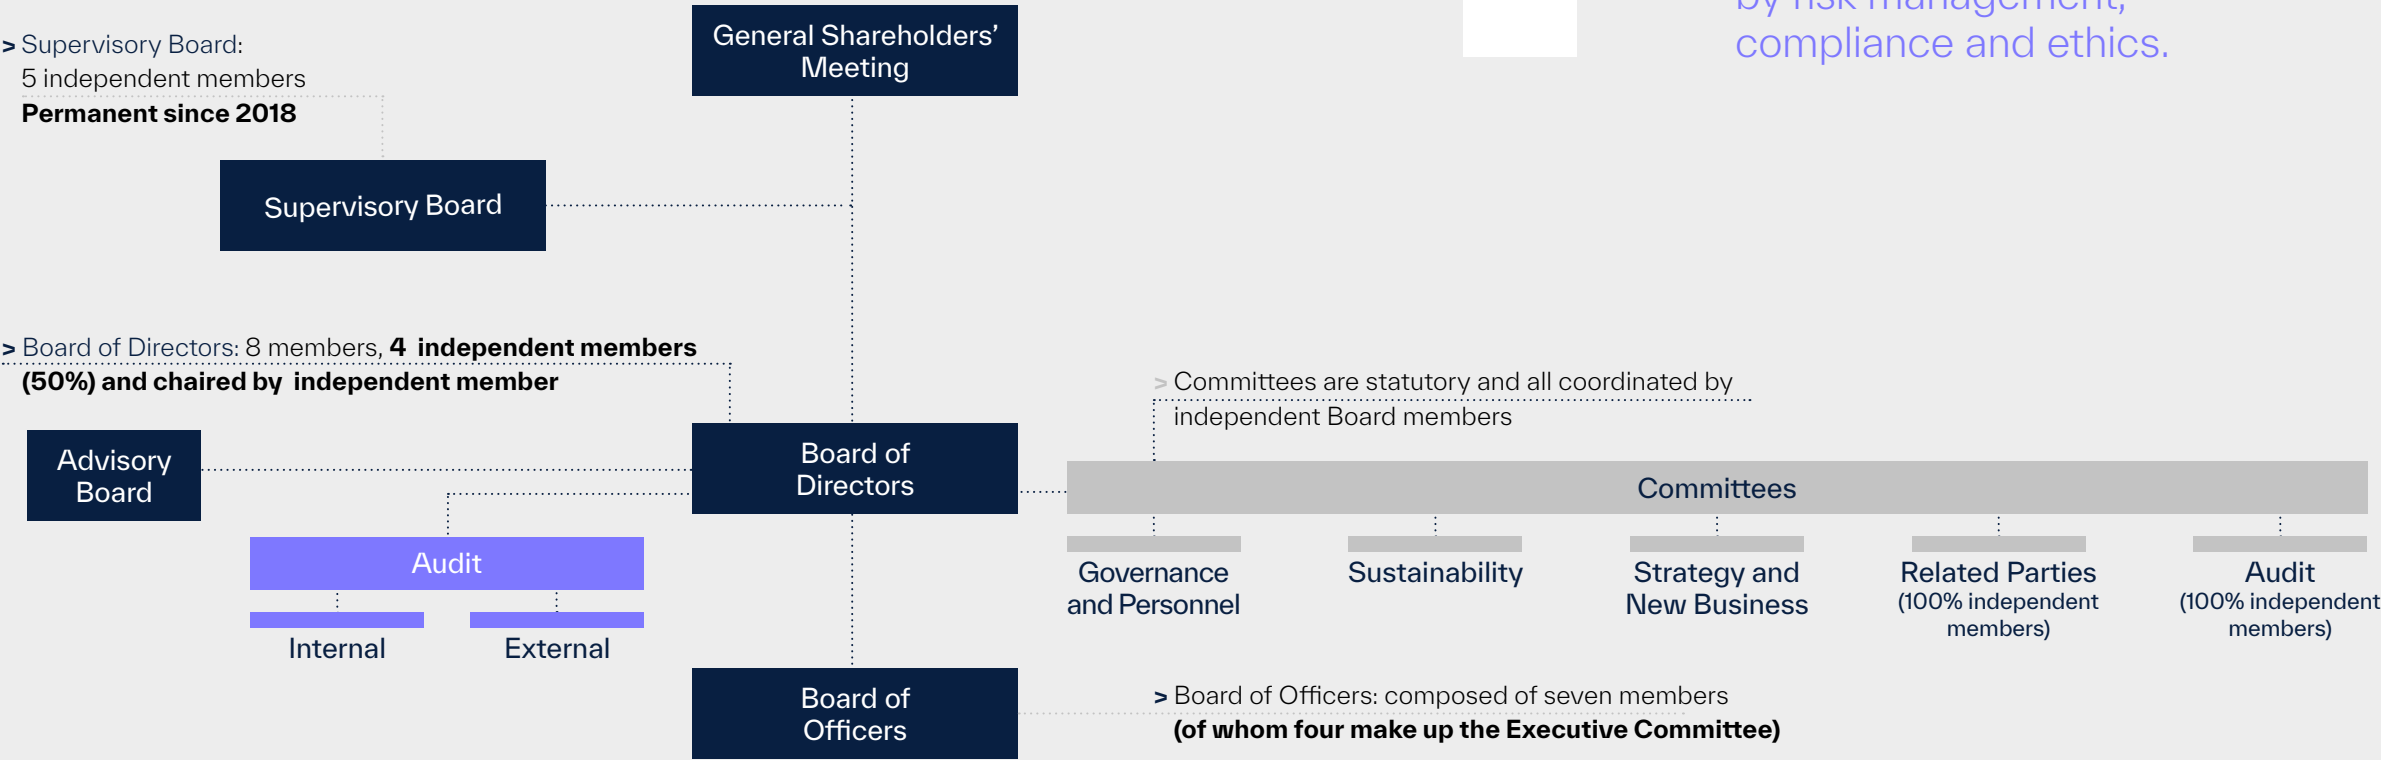 by risk management,
compliance and ethics.
General Shareholders’
Meeting
> Supervisory Board:
5 independent members
Permanent since 2018
Supervisory Board
> Board of Directors: 8 members, 4 independent members
(50%) and chaired by independent member
> Committees are statutory and all coordinated by
independent Board members
Advisory
Board
Board of
Directors
Committees
Audit
Internal
External
Governance
and Personnel
Sustainability
Strategy and
New Business
Related Parties
(100% independent
members)
Audit
(100% independent
members)
Board of
Officers
> Board of Officers: composed of seven members
(of whom four make up the Executive Committee)